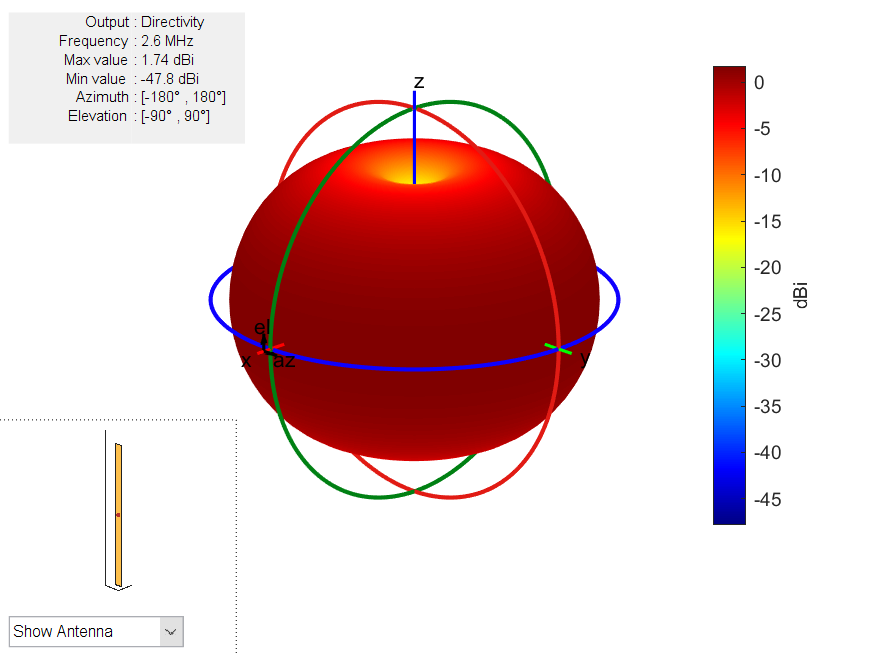 Output : Directivity
Frequency : 2.6 MHz
Max value : 1.74 dBi
Min value : -47.8 dBi
Azimuth : [-180° , 180°]
Elevation : [-90° , 90°]
z
el
x
az
y
0
-5
-10
-15
-20
-25
-30
-35
-40
-45
dBi
Show Antenna